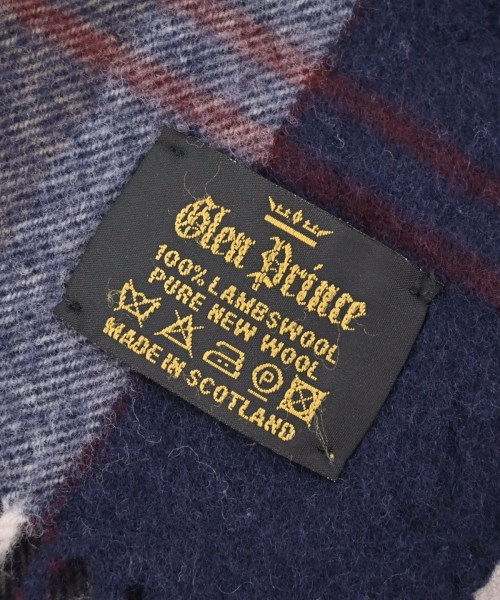 Glen Prince
100% LAMBSWOOL
PURE NEW WOOL
P
MADE IN SCOTLAND